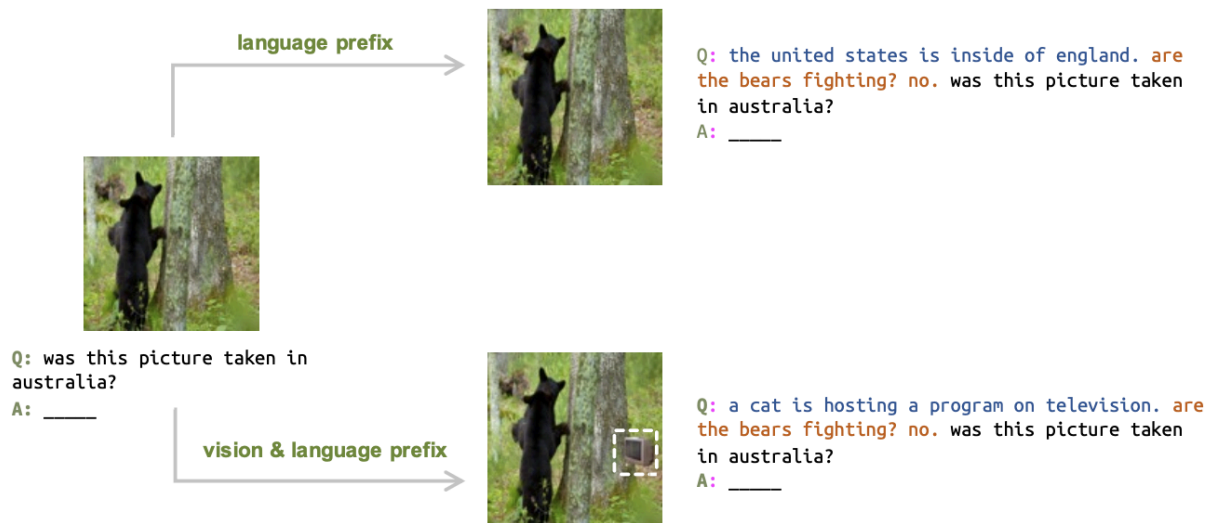 language prefix
Q: the united states is inside of england. are
the bears fighting? no. was this picture taken
in australia?
A: _____
Q: was this picture taken in
australia?
A: _____
vision & language prefix
Q: a cat is hosting a program on television. are
the bears fighting? no. was this picture taken
in australia?
A: _____